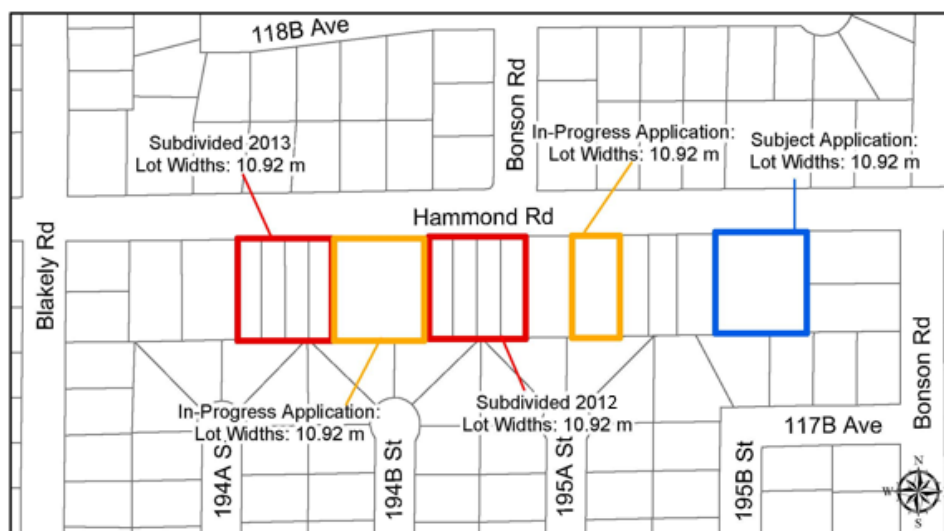 118B Ave
Bonson Rd
Subdivided 2013
Lot Widths: 10.92 m
In-Progress Application:
Lot Widths: 10.92 m
Subject Application:
Lot Widths: 10.92 m
Hammond Rd
Blakely Rd
Bonson Rd
In-Progress Application:
Lot Widths: 10.92 m
Subdivided 2012
Lot Widths: 10.92 m
117B Ave
194A St
194B St
195A St
195B St
N
W
E
S